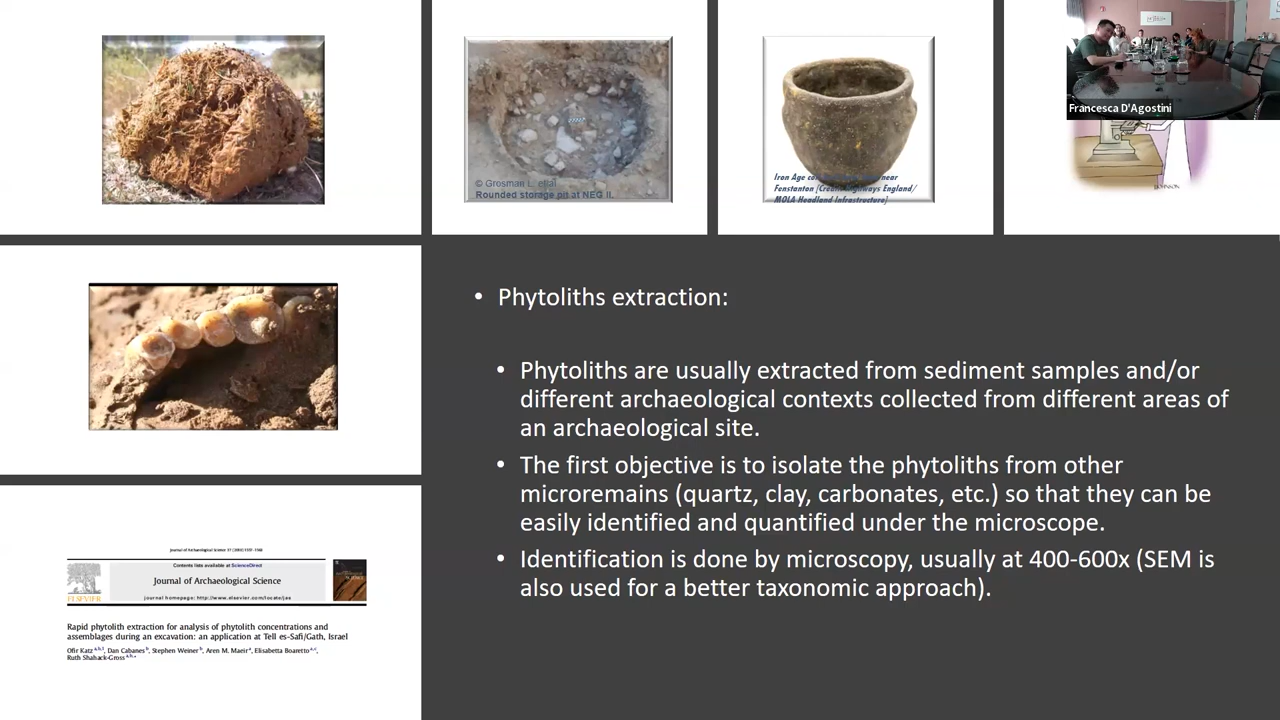 © Grosman L. et al
Rounded storage pit at NEG II.
Iron Age
near
Fenstanton [Credit: Highways England/
MOLA Headland Infrastructure]
Francesca D'Agostini
• Phytoliths extraction:
• Phytoliths are usually extracted from sediment samples and/or
different archaeological contexts collected from different areas of
an archaeological site.
• The first objective is to isolate the phytoliths from other
microremains (quartz, clay, carbonates, etc.) so that they can be
easily identified and quantified under the microscope.
• Identification is done by microscopy, usually at 400-600x (SEM is
also used for a better taxonomic approach).
Contents lists available at ScienceDirect
Journal of Archaeological Science
journal homepage: http://www.elsevier.com/locate/jas
ELSEVIER
Rapid phytolith extraction for analysis of phytolith concentrations and
assemblages during an excavation: an application at Tell es-Safi/Gath, Israel
Ofir Katz, Dan Cabanes, Stephen Weiner, Aren M. Maeir, Elisabetta Boaretto,
Ruth Shahack-Gross